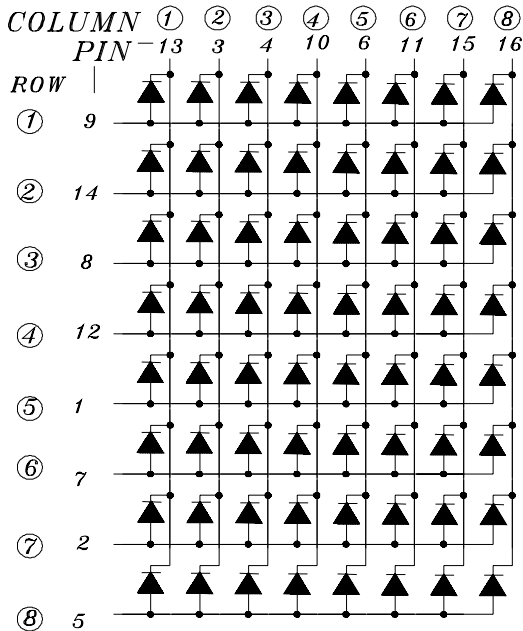 COLUMN ① ② ③ ④ ⑤ ⑥ ⑦ ⑧
PIN 13 3 4 10 6 11 15 16
ROW
① 9
② 14
③ 8
④ 12
⑤ 1
⑥ 7
⑦ 2
⑧ 5